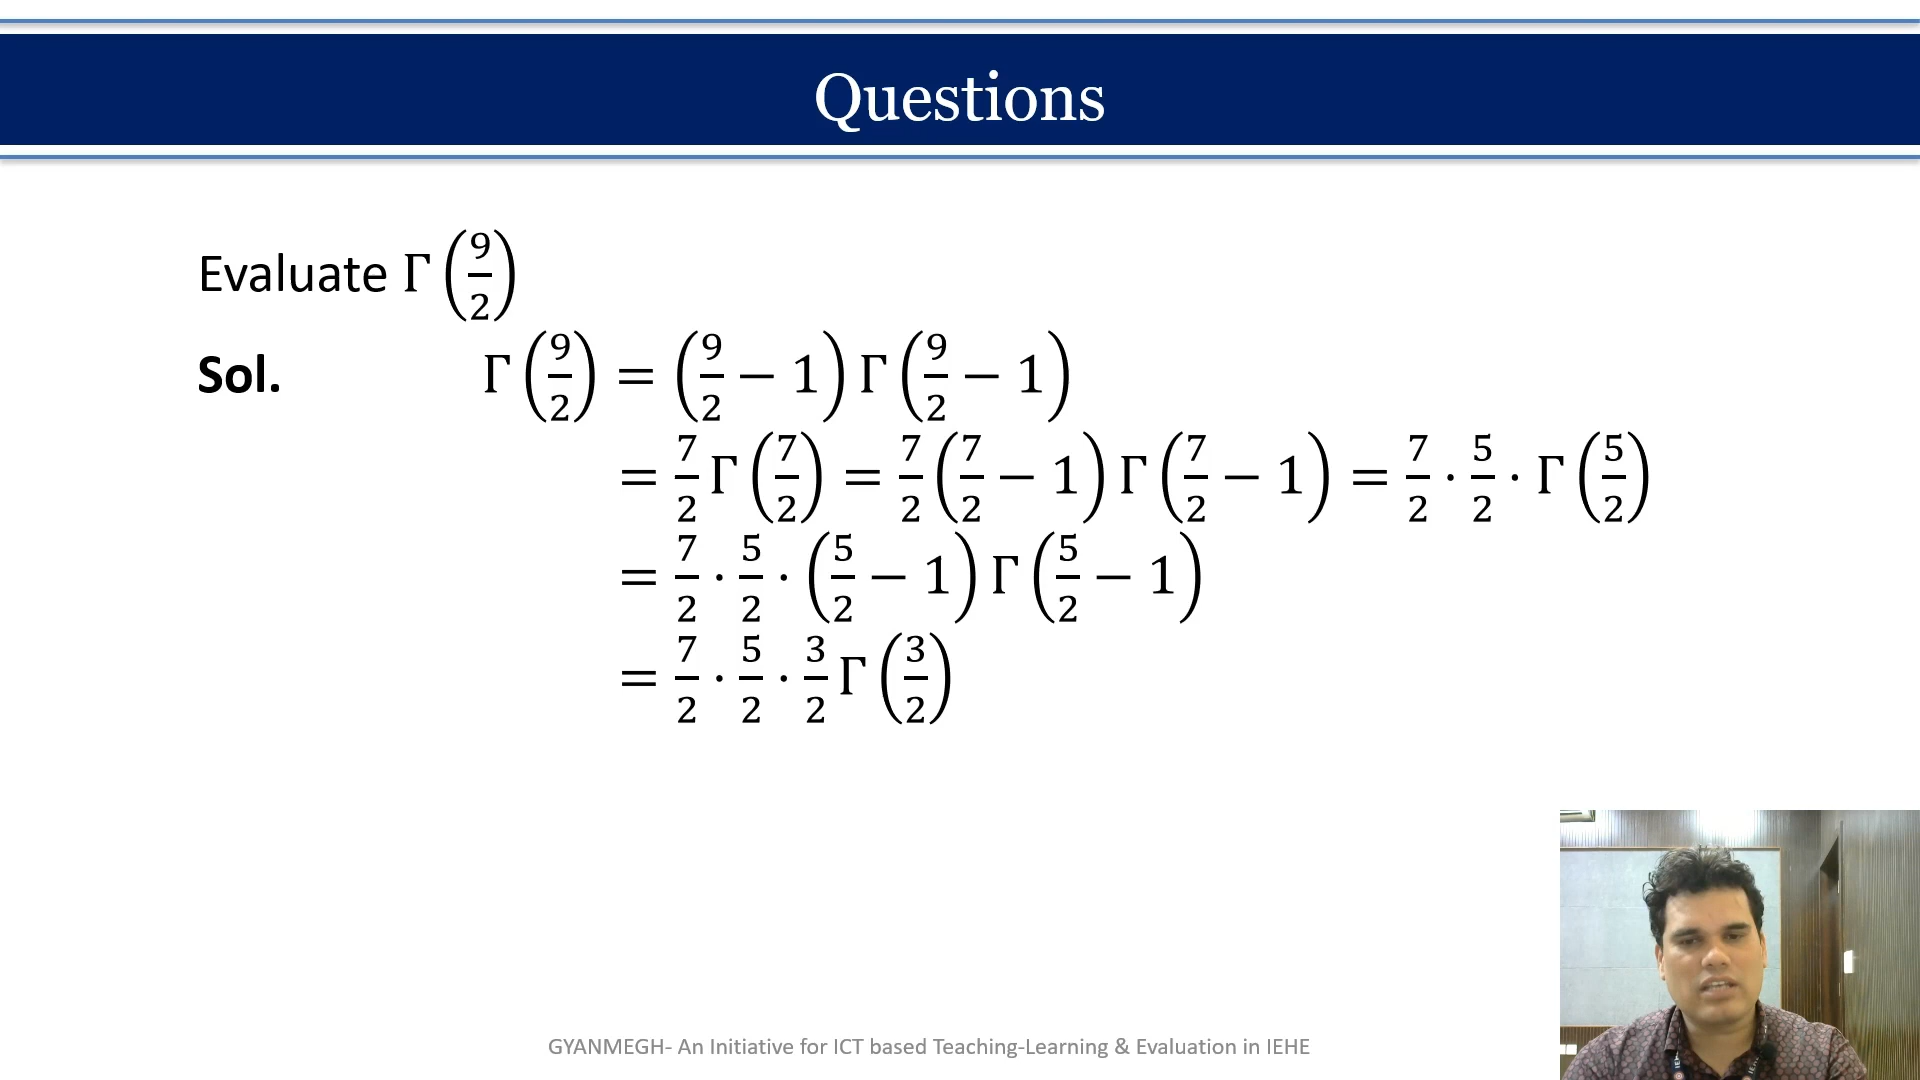 Questions
Evaluate Γ(9/2)
Sol. Γ(9/2) = (9/2 − 1) Γ(9/2 − 1)
= 7/2 Γ(7/2) = 7/2 (7/2 − 1) Γ(7/2 − 1) = 7/2 · 5/2 · Γ(5/2)
= 7/2 · 5/2 · (5/2 − 1) Γ(5/2 − 1)
= 7/2 · 5/2 · 3/2 Γ(3/2)
GYANMEGH- An Initiative for ICT based Teaching-Learning & Evaluation in IEHE